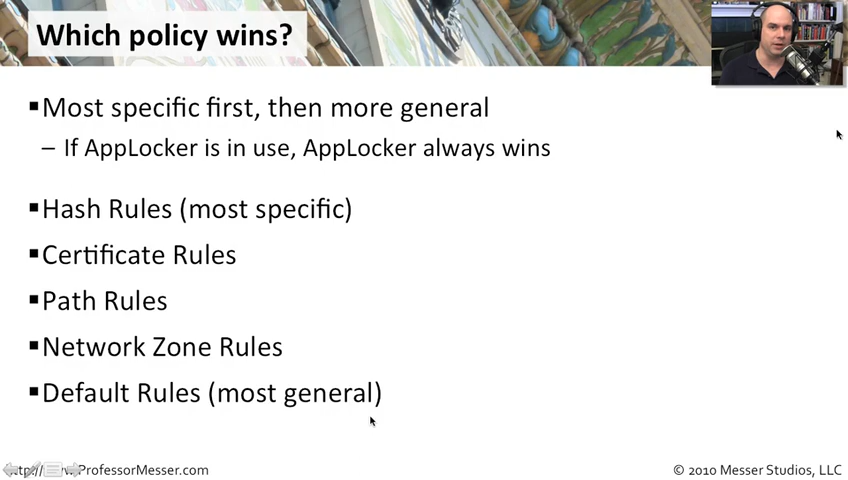 Which policy wins?
▪Most specific first, then more general
– If AppLocker is in use, AppLocker always wins
▪Hash Rules (most specific)
▪Certificate Rules
▪Path Rules
▪Network Zone Rules
▪Default Rules (most general)
ProfessorMesser.com
© 2010 Messer Studios, LLC